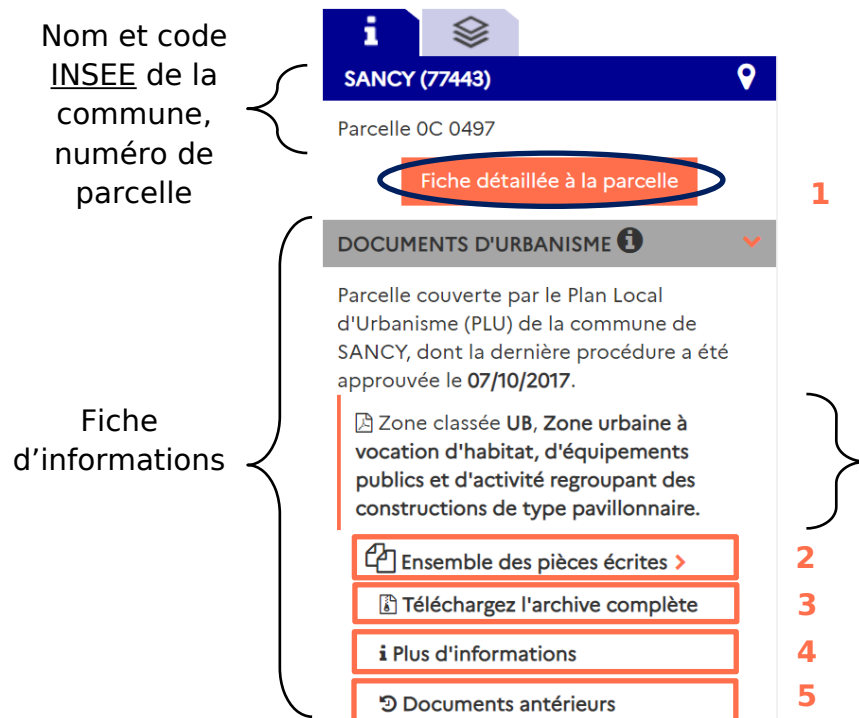 Nom et code
INSEE de la
commune,
numéro de
parcelle
SANCY (77443)
Parcelle 0C 0497
Fiche détaillée à la parcelle
1
DOCUMENTS D'URBANISME
Parcelle couverte par le Plan Local
d'Urbanisme (PLU) de la commune de
SANCY, dont la dernière procédure a été
approuvée le 07/10/2017.
Fiche
d’informations
Zone classée UB, Zone urbaine à
vocation d'habitat, d'équipements
publics et d'activité regroupant des
constructions de type pavillonnaire.
Ensemble des pièces écrites >
2
Téléchargez l'archive complète
3
Plus d'informations
4
Documents antérieurs
5